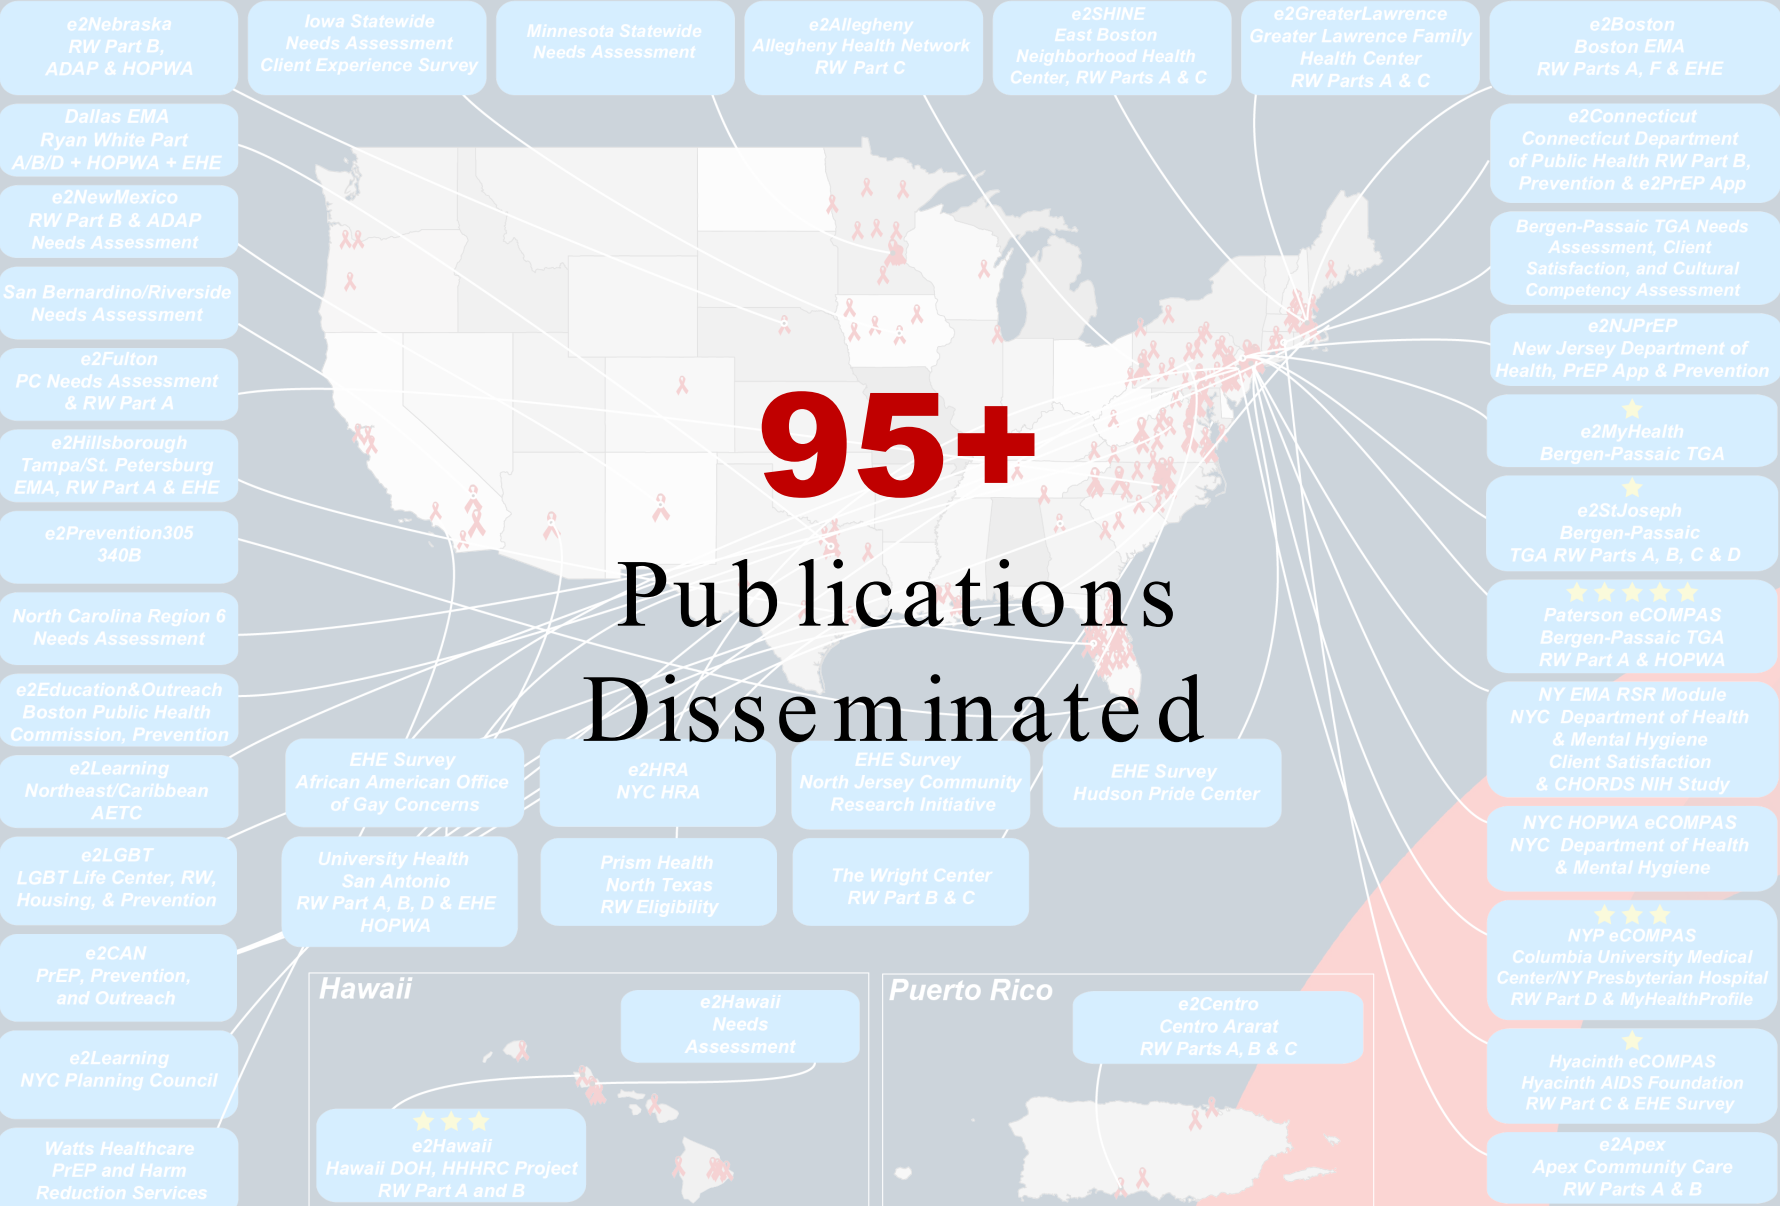 e2Nebraska
RW Part B,
ADAP & HOPWA
Iowa Statewide
Needs Assessment
Client Experience Survey
Minnesota Statewide
Needs Assessment
e2Allegheny
Allegheny Health Network
RW Part C
e2SHINE
East Boston
Neighborhood Health
Center, RW Parts A & C
e2GreaterLawrence
Greater Lawrence Family
Health Center
RW Parts A & C
e2Boston
Boston EMA
RW Parts A, F & EHE
Dallas EMA
Ryan White Part
A/B/D + HOPWA + EHE
e2NewMexico
RW Part B & ADAP
Needs Assessment
San Bernardino/Riverside
Needs Assessment
e2Fulton
PC Needs Assessment
& RW Part A
e2Hillsborough
Tampa/St. Petersburg
EMA, RW Part A & EHE
e2Prevention305
340B
North Carolina Region 6
Needs Assessment
e2Education&Outreach
Boston Public Health
Commission, Prevention
e2Learning
Northeast/Caribbean
AETC
e2LGBT
LGBT Life Center, RW,
Housing, & Prevention
e2CAN
PrEP, Prevention,
and Outreach
e2Learning
NYC Planning Council
Watts Healthcare
PrEP and Harm
Reduction Services
95+
Publications
Disseminated
EHE Survey
African American Office
of Gay Concerns
e2HRA
NYC HRA
EHE Survey
North Jersey Community
Research Initiative
EHE Survey
Hudson Pride Center
University Health
San Antonio
RW Part A, B, D & EHE
HOPWA
Prism Health
North Texas
RW Eligibility
The Wright Center
RW Part B & C
Hawaii
e2Hawaii
Needs
Assessment
e2Hawaii
Hawaii DOH, HHHRC Project
RW Part A and B
Puerto Rico
e2Centro
Centro Ararat
RW Parts A, B & C
e2Connecticut
Connecticut Department
of Public Health RW Part B,
Prevention & e2PrEP App
Bergen-Passaic TGA Needs
Assessment, Client
Satisfaction, and Cultural
Competency Assessment
e2NJPrEP
New Jersey Department of
Health, PrEP App & Prevention
e2MyHealth
Bergen-Passaic TGA
e2StJoseph
Bergen-Passaic
TGA RW Parts A, B, C & D
Paterson eCOMPAS
Bergen-Passaic TGA
RW Part A & HOPWA
NY EMA RSR Module
NYC Department of Health
& Mental Hygiene
Client Satisfaction
& CHORDS NIH Study
NYC HOPWA eCOMPAS
NYC Department of Health
& Mental Hygiene
NYP eCOMPAS
Columbia University Medical
Center/NY Presbyterian Hospital
RW Part D & MyHealthProfile
Hyacinth eCOMPAS
Hyacinth AIDS Foundation
RW Part C & EHE Survey
e2Apex
Apex Community Care
RW Parts A & B